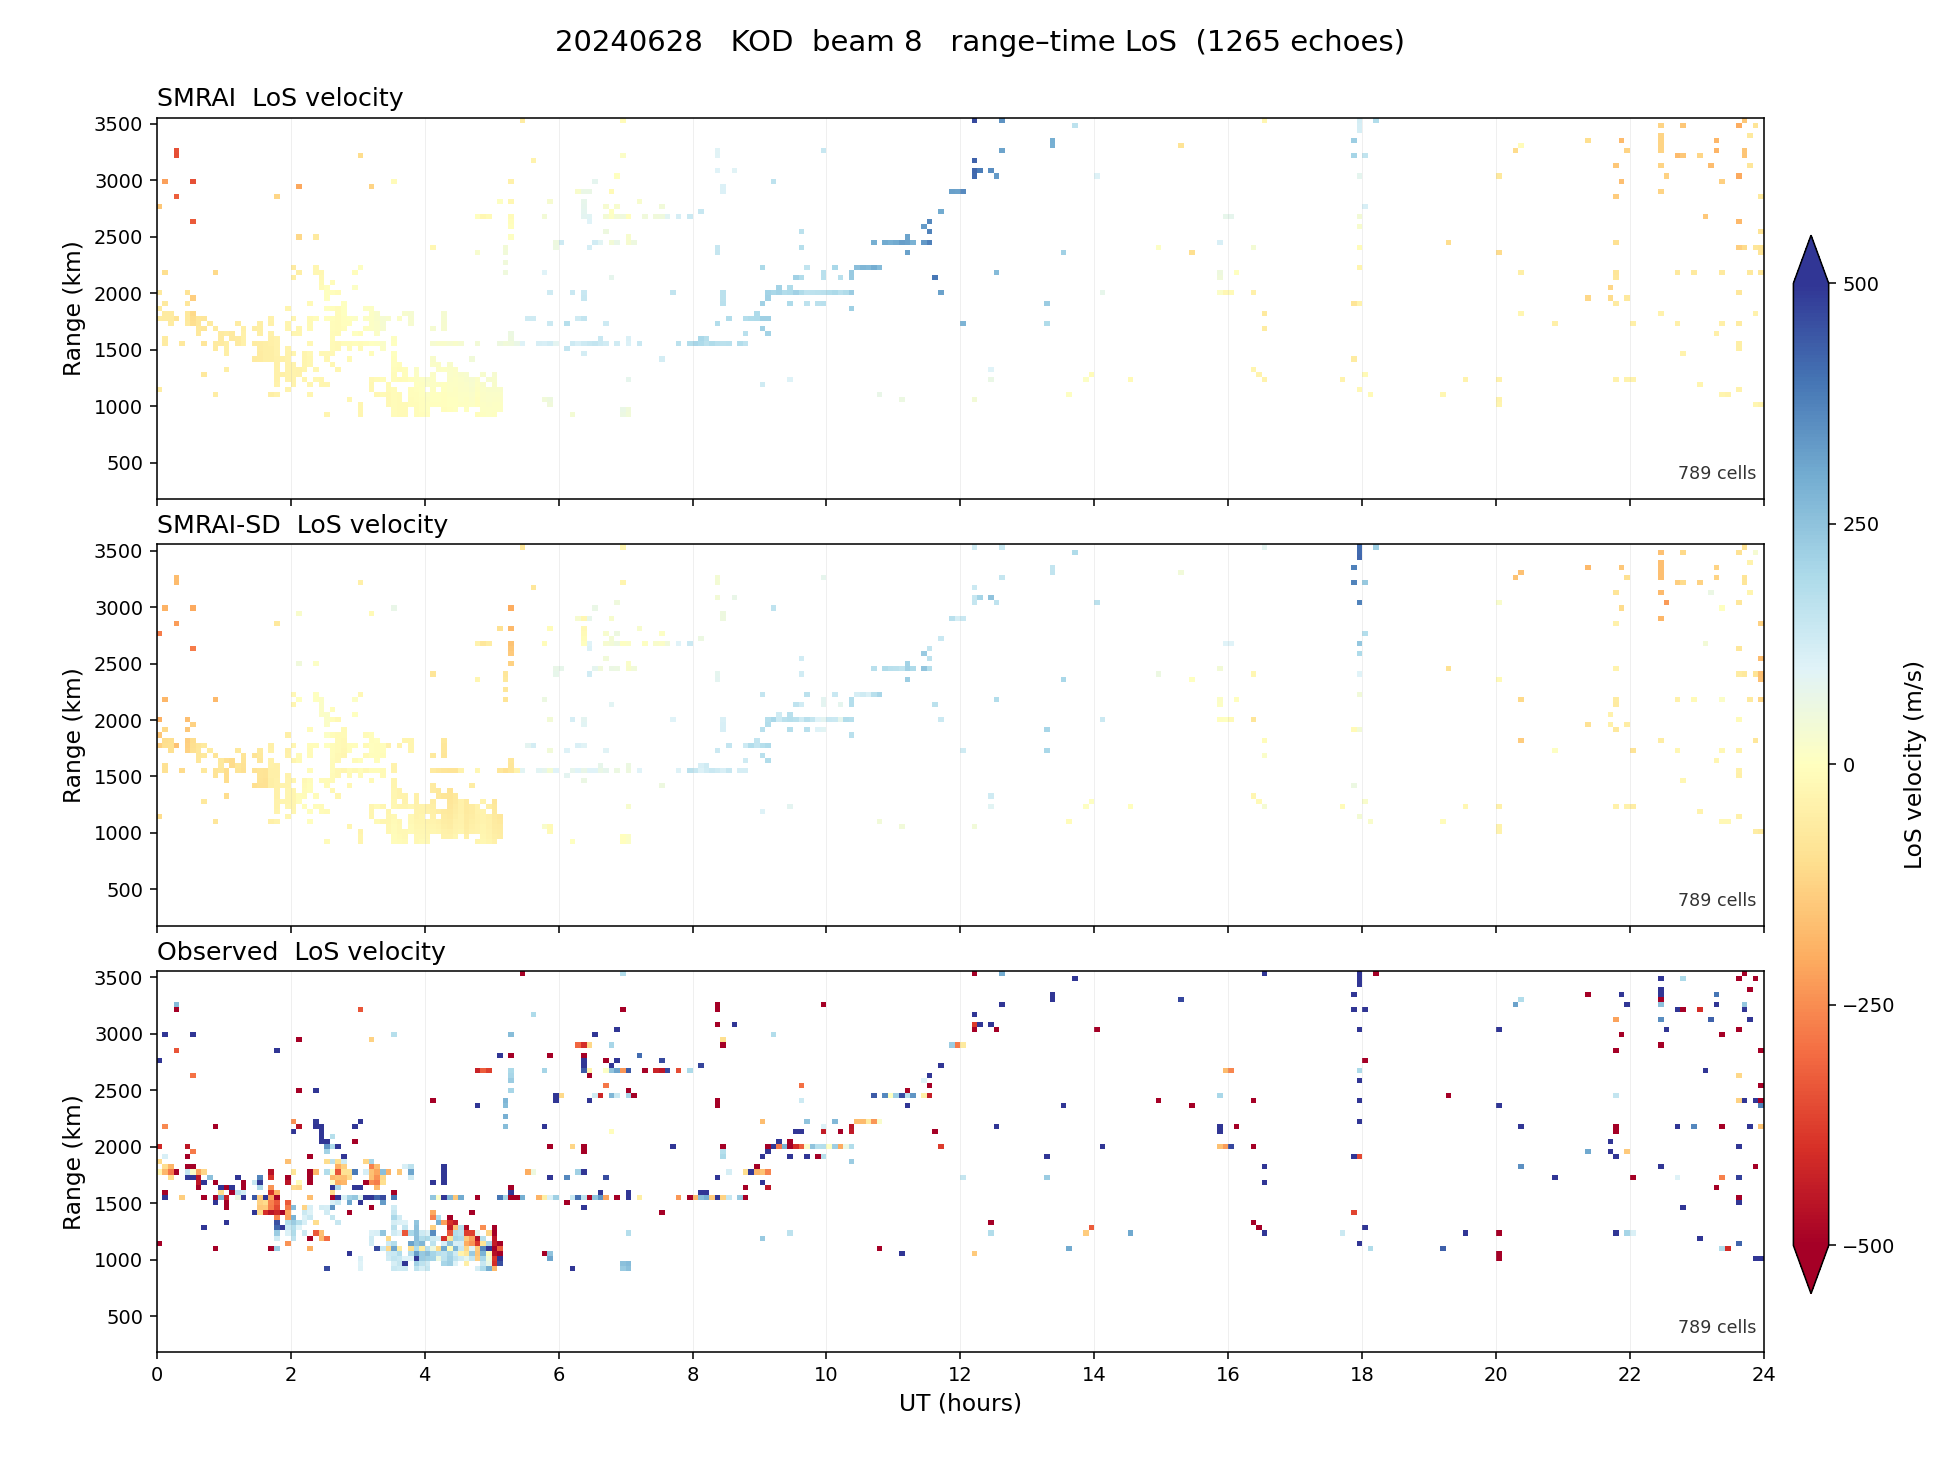 20240628   KOD  beam 8   range–time LoS  (1265 echoes)
SMRAI  LoS velocity
3500
3000
2500
2000
1500
1000
500
Range (km)
789 cells
SMRAI-SD  LoS velocity
3500
3000
2500
2000
1500
1000
500
Range (km)
789 cells
Observed  LoS velocity
3500
3000
2500
2000
1500
1000
500
Range (km)
789 cells
0 2 4 6 8 10 12 14 16 18 20 22 24
UT (hours)
500
250
0
−250
−500
LoS velocity (m/s)